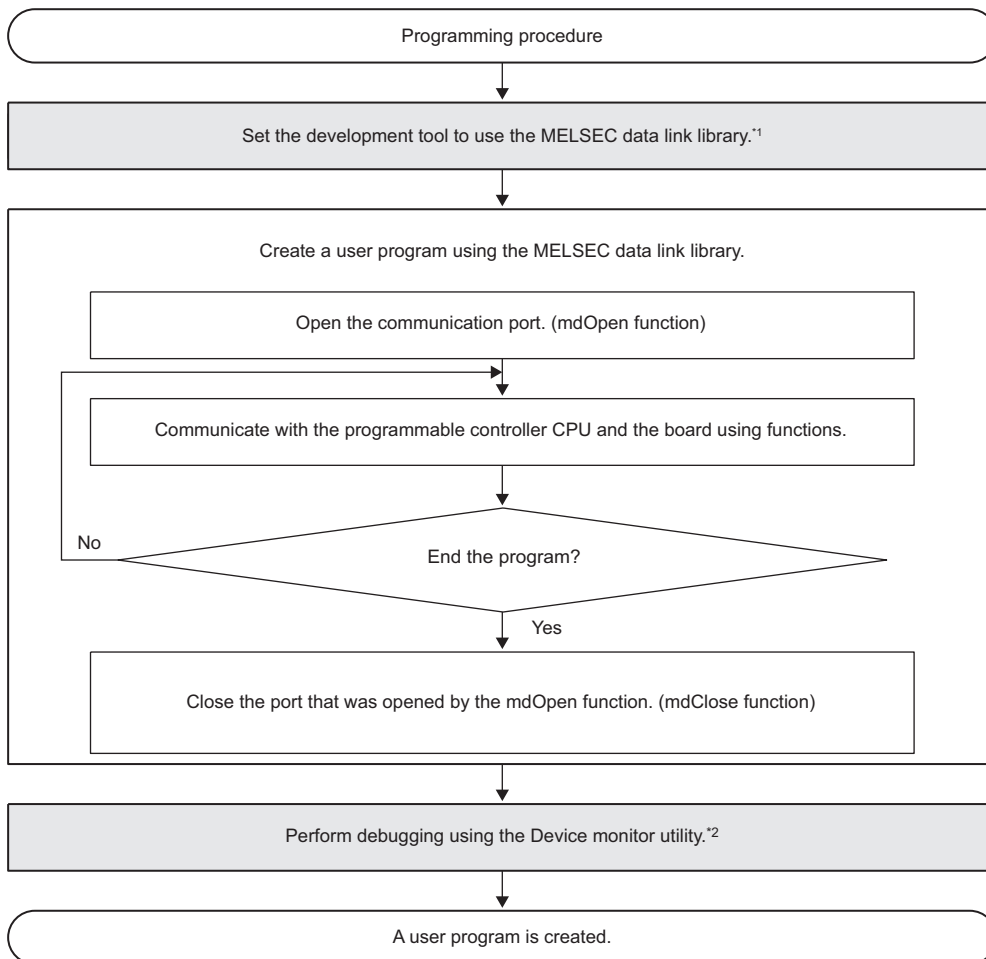 Programming procedure
Set the development tool to use the MELSEC data link library.*1
Create a user program using the MELSEC data link library.
Open the communication port. (mdOpen function)
Communicate with the programmable controller CPU and the board using functions.
No
End the program?
Yes
Close the port that was opened by the mdOpen function. (mdClose function)
Perform debugging using the Device monitor utility.*2
A user program is created.